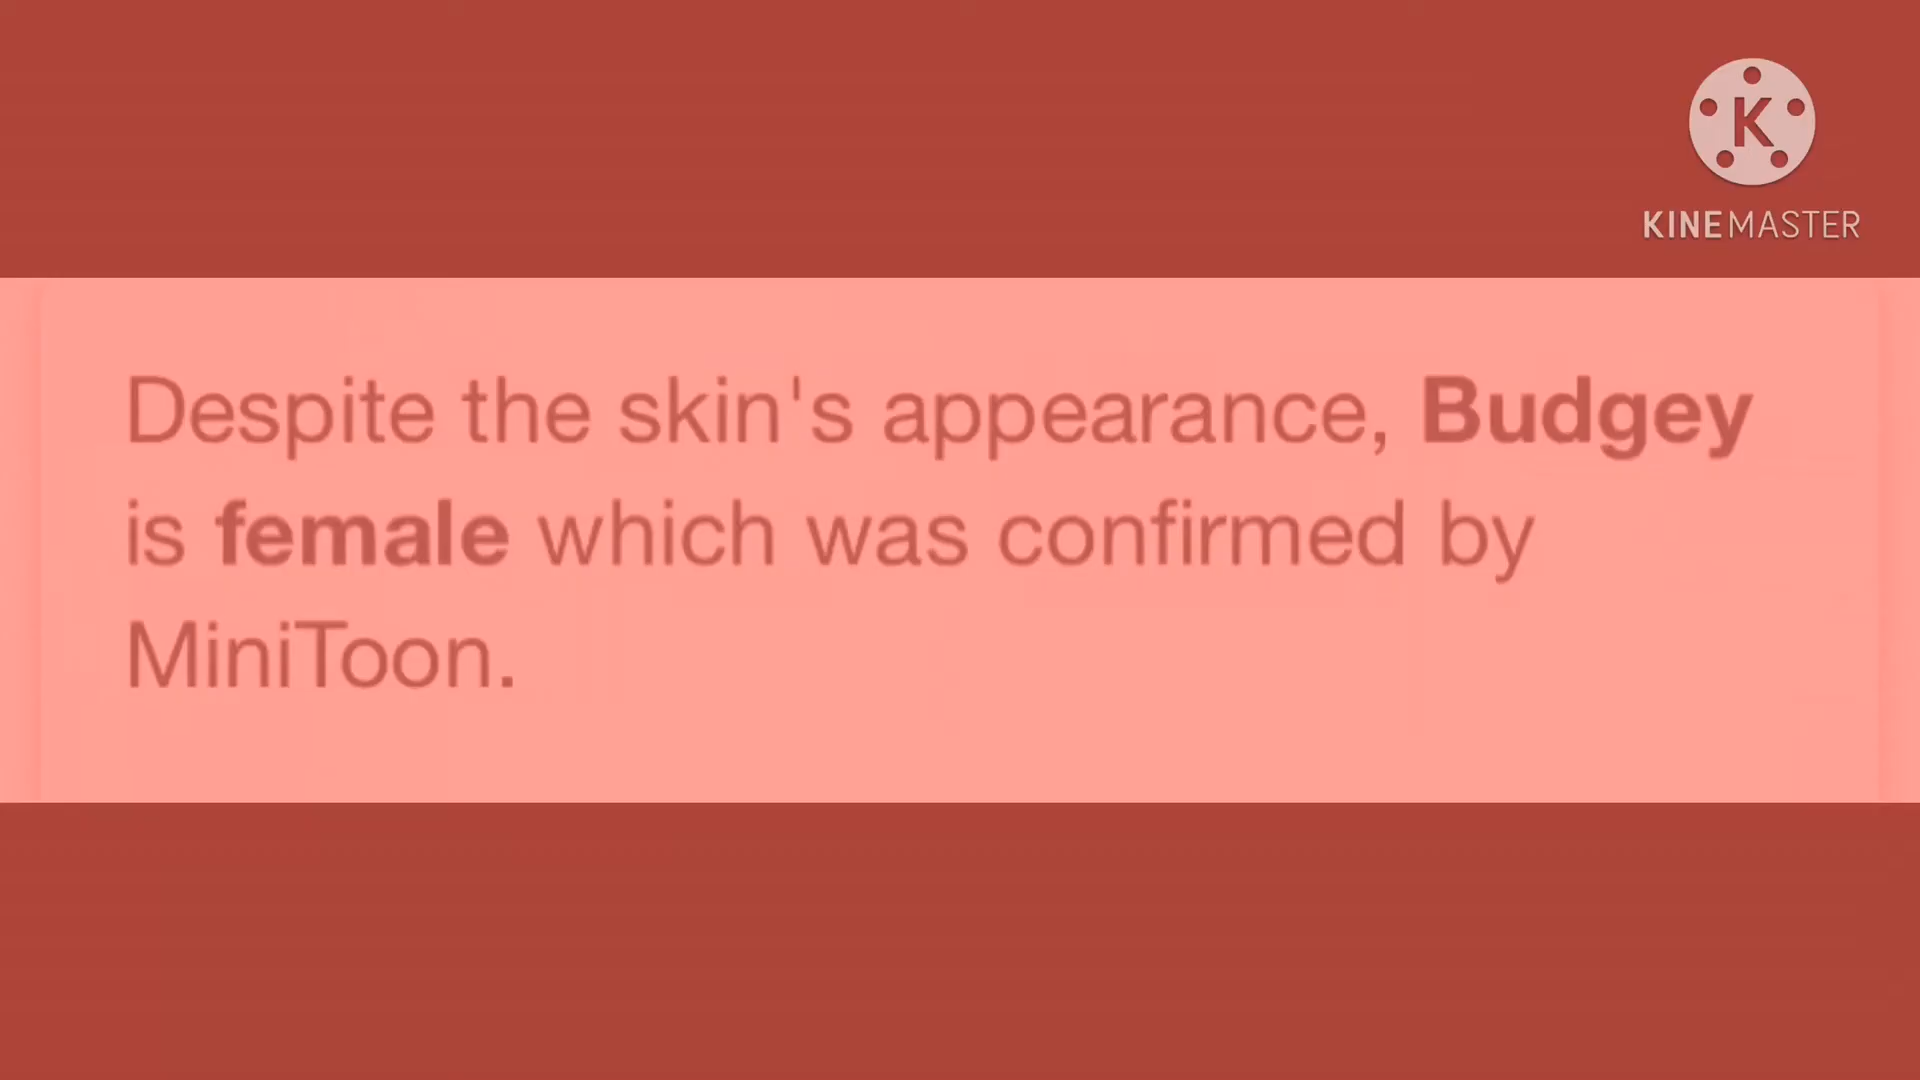 K
KINEMASTER
Despite the skin's appearance, Budgey
is female which was confirmed by
MiniToon.